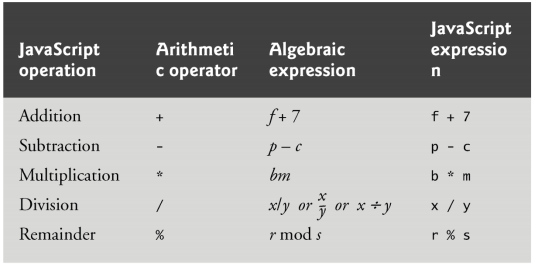 JavaScript operation Arithmeti c operator Algebraic expression JavaScript expressio n
Addition + f + 7 f + 7
Subtraction - p – c p - c
Multiplication * bm b * m
Division / x/y or x/y or x ÷ y x / y
Remainder % r mod s r % s